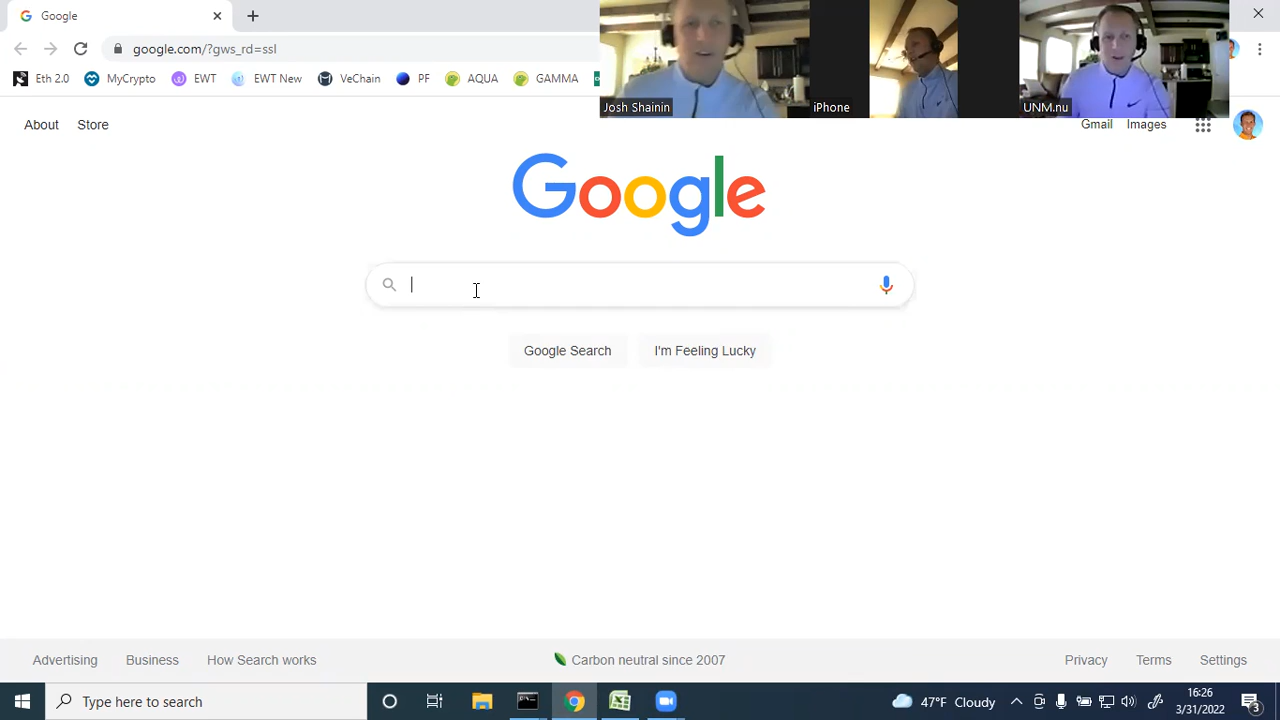 Google
google.com/?gws_rd=ssl
Eth 2.0 MyCrypto EWT EWT New VeChain PF AQUA GAMMA
Josh Shainin iPhone UNM.nu
About Store Gmail Images
Google
Google Search I'm Feeling Lucky
Advertising Business How Search works Carbon neutral since 2007 Privacy Terms Settings
Type here to search 47°F Cloudy 16:26
3/31/2022 3